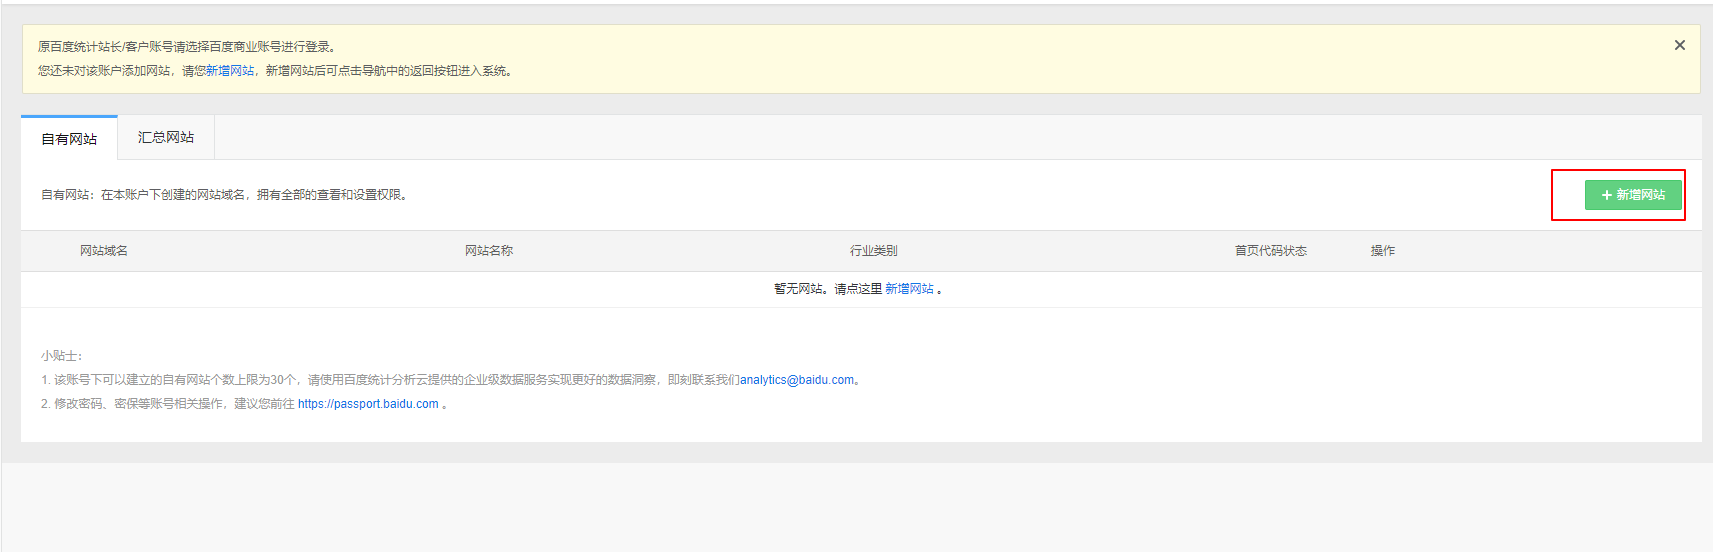 原百度统计站长/客户账号请选择百度商业账号进行登录。
您还未对该账户添加网站，请您新增网站，新增网站后可点击导航中的返回按钮进入系统。
自有网站 汇总网站
自有网站：在本账户下创建的网站域名，拥有全部的查看和设置权限。
新增网站
网站域名 网站名称 行业类别 首页代码状态 操作
暂无网站。请点这里 新增网站 。
小贴士：
1. 该账号下可以建立的自有网站个数上限为30个，请使用百度统计分析云提供的企业级数据服务实现更好的数据洞察，即刻联系我们analytics@baidu.com。
2. 修改密码、密保等账号相关操作，建议您前往 https://passport.baidu.com 。